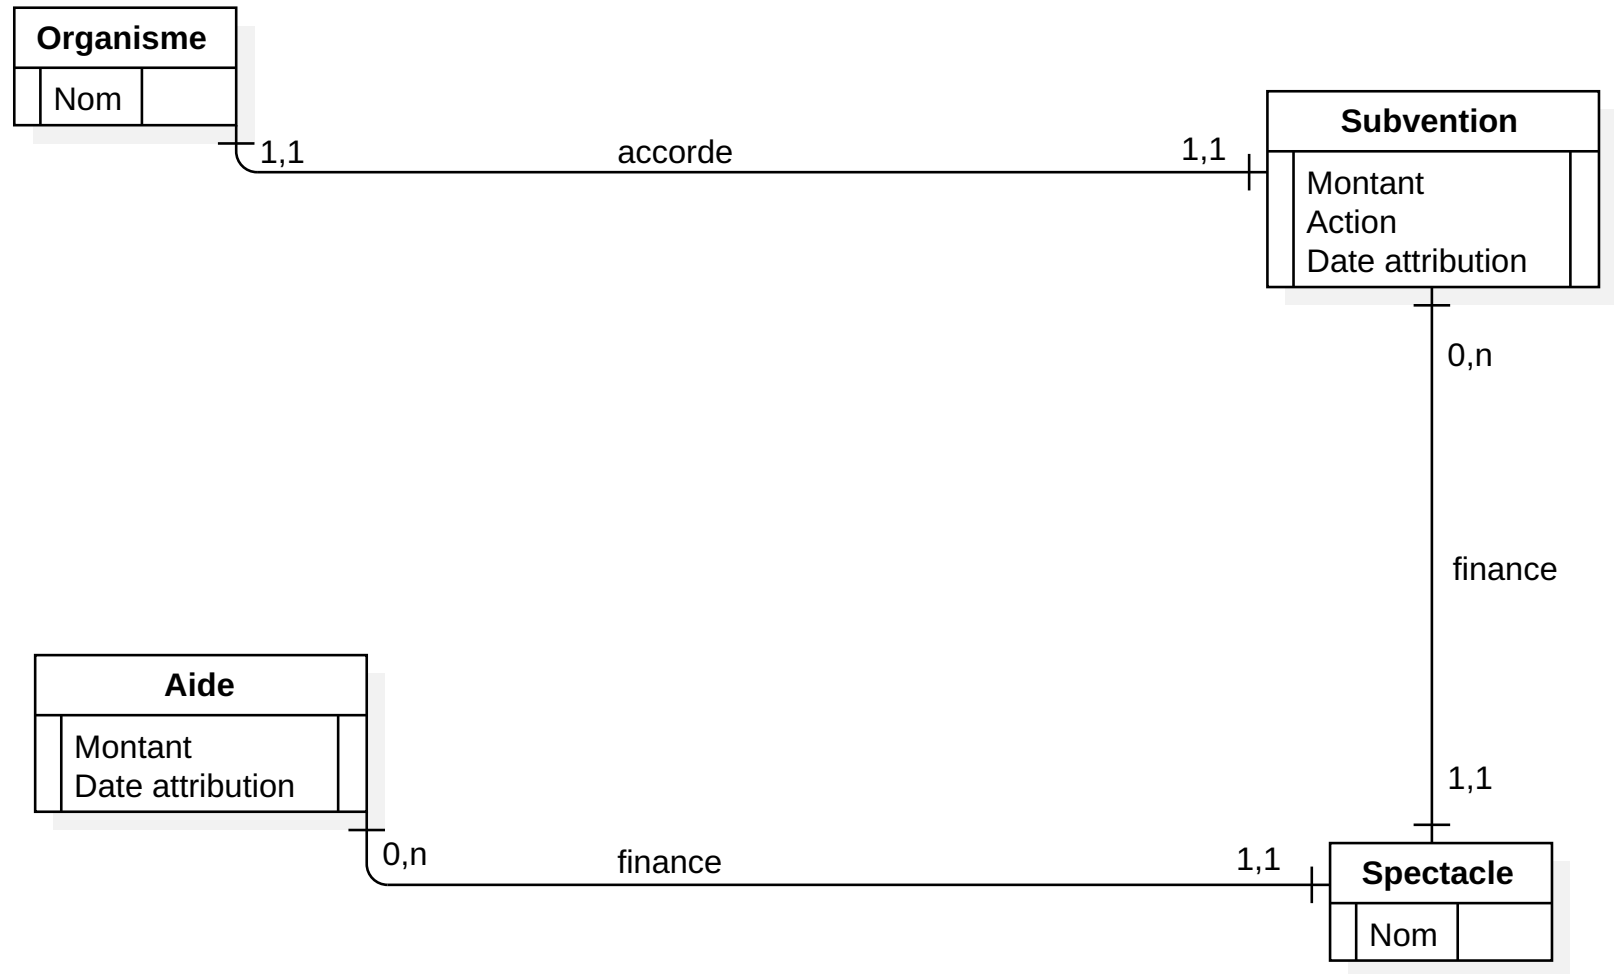 Organisme
Nom
1,1
accorde
1,1
Subvention
Montant
Action
Date attribution
0,n
finance
1,1
Aide
Montant
Date attribution
0,n
finance
1,1
Spectacle
Nom